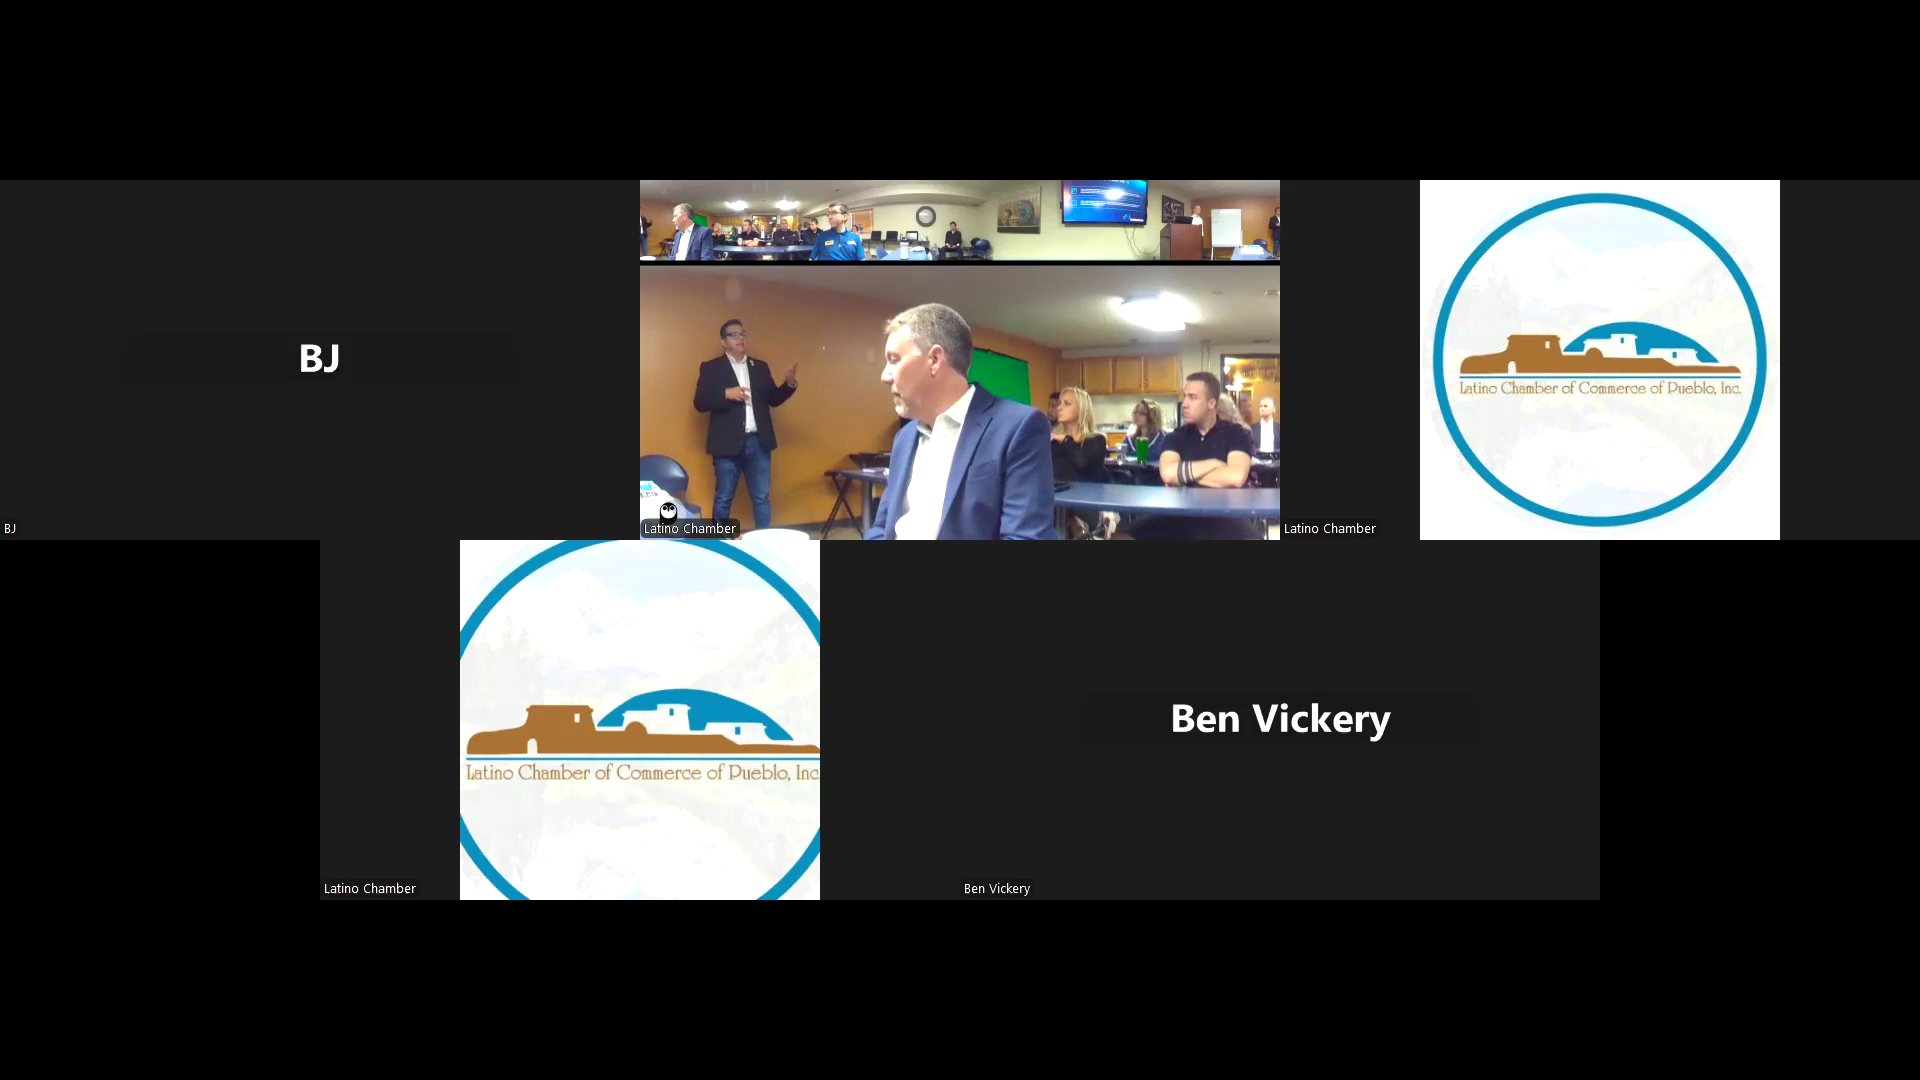 BJ
BJ
Latino Chamber
Latino Chamber
Latino Chamber of Commerce of Pueblo, Inc.
Latino Chamber of Commerce of Pueblo, Inc
Latino Chamber
Ben Vickery
Ben Vickery